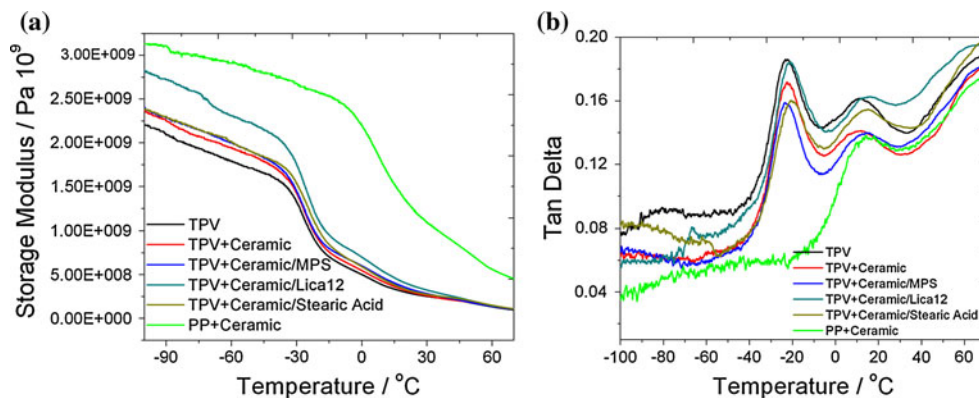 (a)
Storage Modulus / Pa 10⁹
3.00E+009
2.50E+009
2.00E+009
1.50E+009
1.00E+009
5.00E+008
0.00E+000
TPV
TPV+Ceramic
TPV+Ceramic/MPS
TPV+Ceramic/Lica12
TPV+Ceramic/Stearic Acid
PP+Ceramic
-90 -60 -30 0 30 60
Temperature / °C
(b)
Tan Delta
0.20
0.16
0.12
0.08
0.04
TPV
TPV+Ceramic
TPV+Ceramic/MPS
TPV+Ceramic/Lica12
TPV+Ceramic/Stearic Acid
PP+Ceramic
-100 -80 -60 -40 -20 0 20 40 60
Temperature / °C